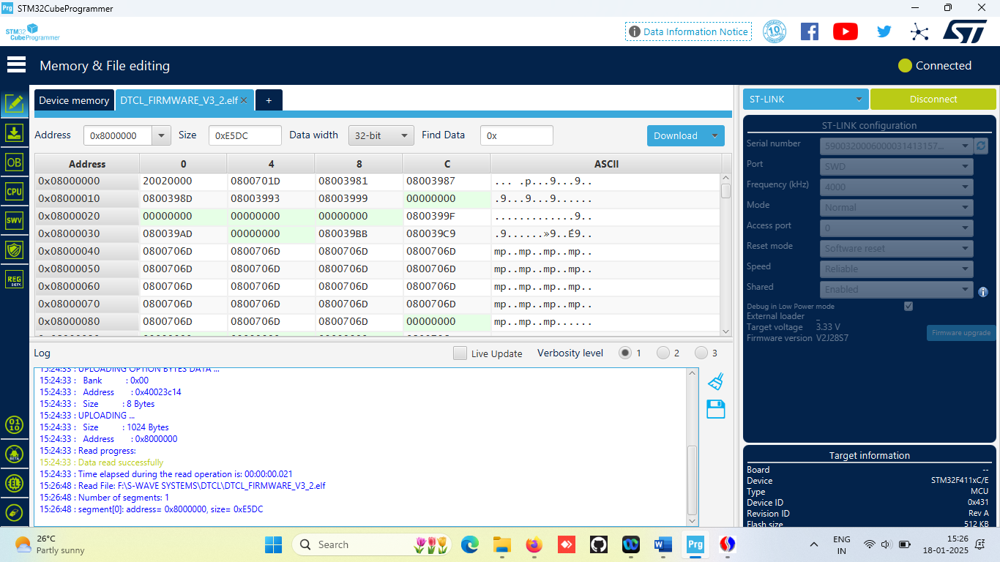 Prg STM32CubeProgrammer
STM32
CubeProgrammer
Data Information Notice
10 YEARS
Memory & File editing
Connected
Device memory DTCL_FIRMWARE_V3_2.elf × +
Address 0x8000000 Size 0xE5DC Data width 32-bit Find Data 0x Download
Address 0 4 8 C ASCII
0x08000000 20020000 0800701D 08003981 08003987 ... .p...9...9..
0x08000010 0800398D 08003993 08003999 00000000 .9...9...9......
0x08000020 00000000 00000000 00000000 0800399F .............9..
0x08000030 080039AD 00000000 080039BB 080039C9 .9......»9..É9..
0x08000040 0800706D 0800706D 0800706D 0800706D mp..mp..mp..mp..
0x08000050 0800706D 0800706D 0800706D 0800706D mp..mp..mp..mp..
0x08000060 0800706D 0800706D 0800706D 0800706D mp..mp..mp..mp..
0x08000070 0800706D 0800706D 0800706D 0800706D mp..mp..mp..mp..
0x08000080 0800706D 0800706D 0800706D 00000000 mp..mp..mp......
Log Live Update Verbosity level 1 2 3
15:24:33 : UPLOADING OPTION BYTES DATA ...
15:24:33 : Bank : 0x00
15:24:33 : Address : 0x40023c14
15:24:33 : Size : 8 Bytes
15:24:33 : UPLOADING ...
15:24:33 : Size : 1024 Bytes
15:24:33 : Address : 0x8000000
15:24:33 : Read progress:
15:24:33 : Data read successfully
15:24:33 : Time elapsed during the read operation is: 00:00:00.021
15:26:48 : Read File: F:\S-WAVE SYSTEMS\DTCL\DTCL_FIRMWARE_V3_2.elf
15:26:48 : Number of segments: 1
15:26:48 : segment[0]: address= 0x8000000, size= 0xE5DC
OB
CPU
SWV
REG
BETA
01
10
BETA
ST-LINK Disconnect
ST-LINK configuration
Serial number 5900320006000031413157...
Port SWD
Frequency (kHz) 4000
Mode Normal
Access port 0
Reset mode Software reset
Speed Reliable
Shared Enabled
Debug in Low Power mode
External loader _
Target voltage 3.33 V
Firmware version V2J28S7
Firmware upgrade
Target information
Board --
Device STM32F411xC/E
Type MCU
Device ID 0x431
Revision ID Rev A
Flash size 512 KB
26°C
Partly sunny
Search
Prg
ENG
IN
15:26
18-01-2025